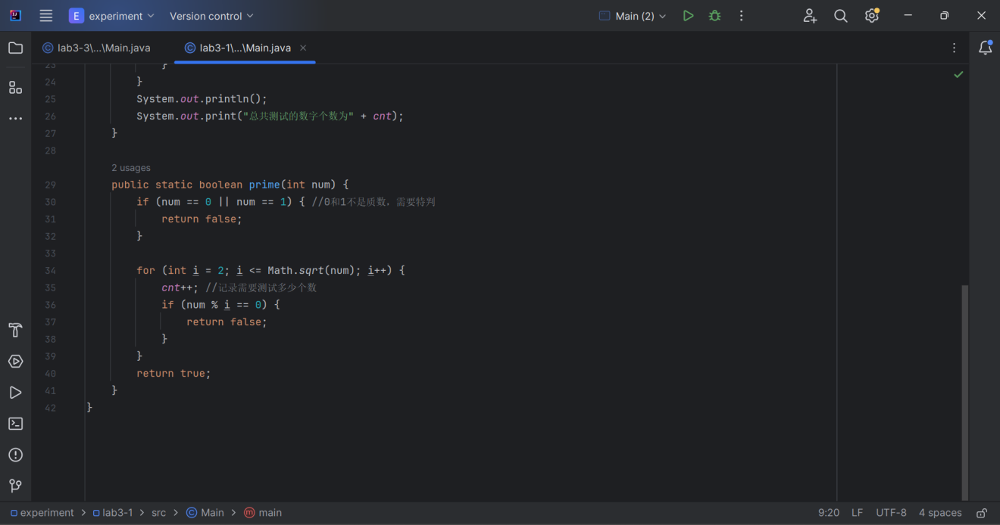 E experiment Version control Main (2)
lab3-3\...\Main.java lab3-1\...\Main.java
23 }
24 }
25 System.out.println();
26 System.out.print("总共测试的数字个数为" + cnt);
27 }
28
2 usages
29 public static boolean prime(int num) {
30 if (num == 0 || num == 1) { //0和1不是质数，需要特判
31 return false;
32 }
33
34 for (int i = 2; i <= Math.sqrt(num); i++) {
35 cnt++; //记录需要测试多少个数
36 if (num % i == 0) {
37 return false;
38 }
39 }
40 return true;
41 }
42 }
experiment > lab3-1 > src > Main > main 9:20 LF UTF-8 4 spaces